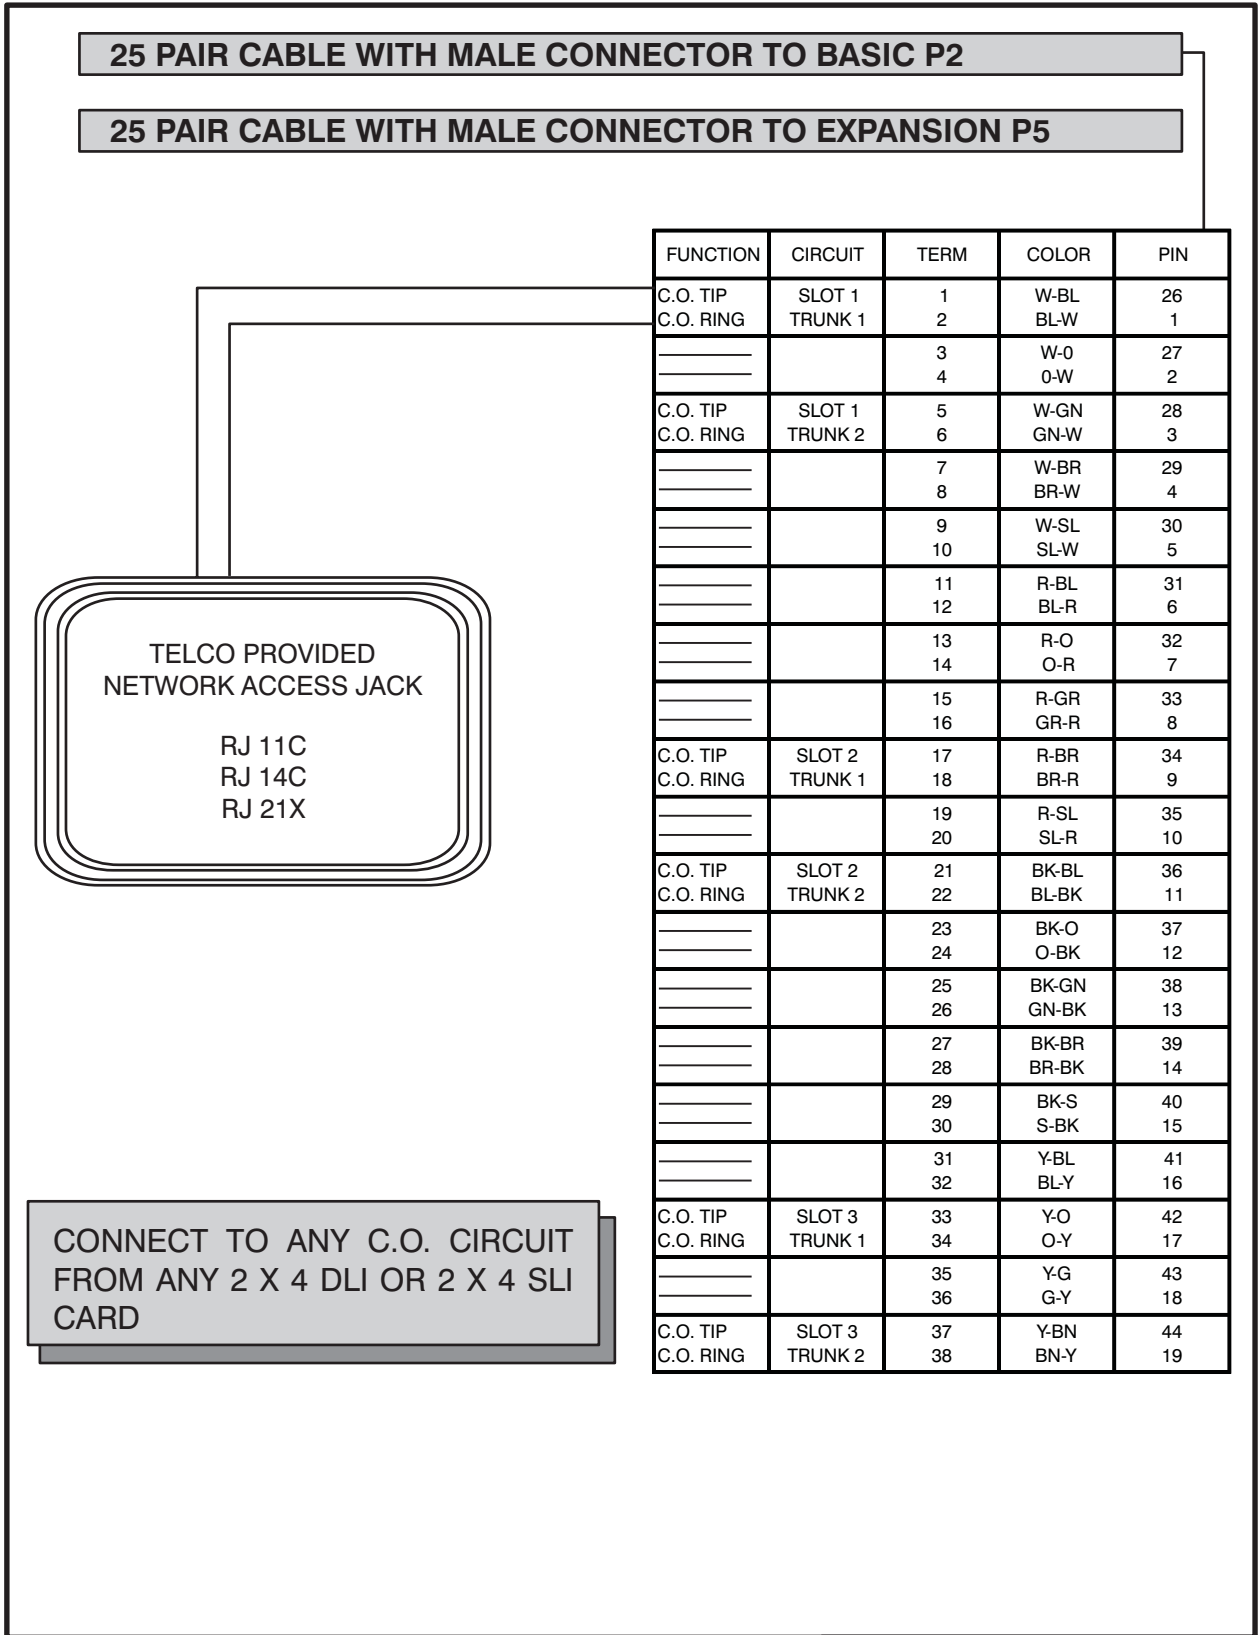 25 PAIR CABLE WITH MALE CONNECTOR TO BASIC P2
25 PAIR CABLE WITH MALE CONNECTOR TO EXPANSION P5
FUNCTION CIRCUIT TERM COLOR PIN
C.O. TIP SLOT 1 1 W-BL 26
C.O. RING TRUNK 1 2 BL-W 1
3 W-0 27
4 0-W 2
C.O. TIP SLOT 1 5 W-GN 28
C.O. RING TRUNK 2 6 GN-W 3
7 W-BR 29
8 BR-W 4
9 W-SL 30
10 SL-W 5
11 R-BL 31
12 BL-R 6
13 R-O 32
14 O-R 7
15 R-GR 33
16 GR-R 8
C.O. TIP SLOT 2 17 R-BR 34
C.O. RING TRUNK 1 18 BR-R 9
19 R-SL 35
20 SL-R 10
C.O. TIP SLOT 2 21 BK-BL 36
C.O. RING TRUNK 2 22 BL-BK 11
23 BK-O 37
24 O-BK 12
25 BK-GN 38
26 GN-BK 13
27 BK-BR 39
28 BR-BK 14
29 BK-S 40
30 S-BK 15
31 Y-BL 41
32 BL-Y 16
C.O. TIP SLOT 3 33 Y-O 42
C.O. RING TRUNK 1 34 O-Y 17
35 Y-G 43
36 G-Y 18
C.O. TIP SLOT 3 37 Y-BN 44
C.O. RING TRUNK 2 38 BN-Y 19
TELCO PROVIDED
NETWORK ACCESS JACK
RJ 11C
RJ 14C
RJ 21X
CONNECT TO ANY C.O. CIRCUIT
FROM ANY 2 X 4 DLI OR 2 X 4 SLI
CARD